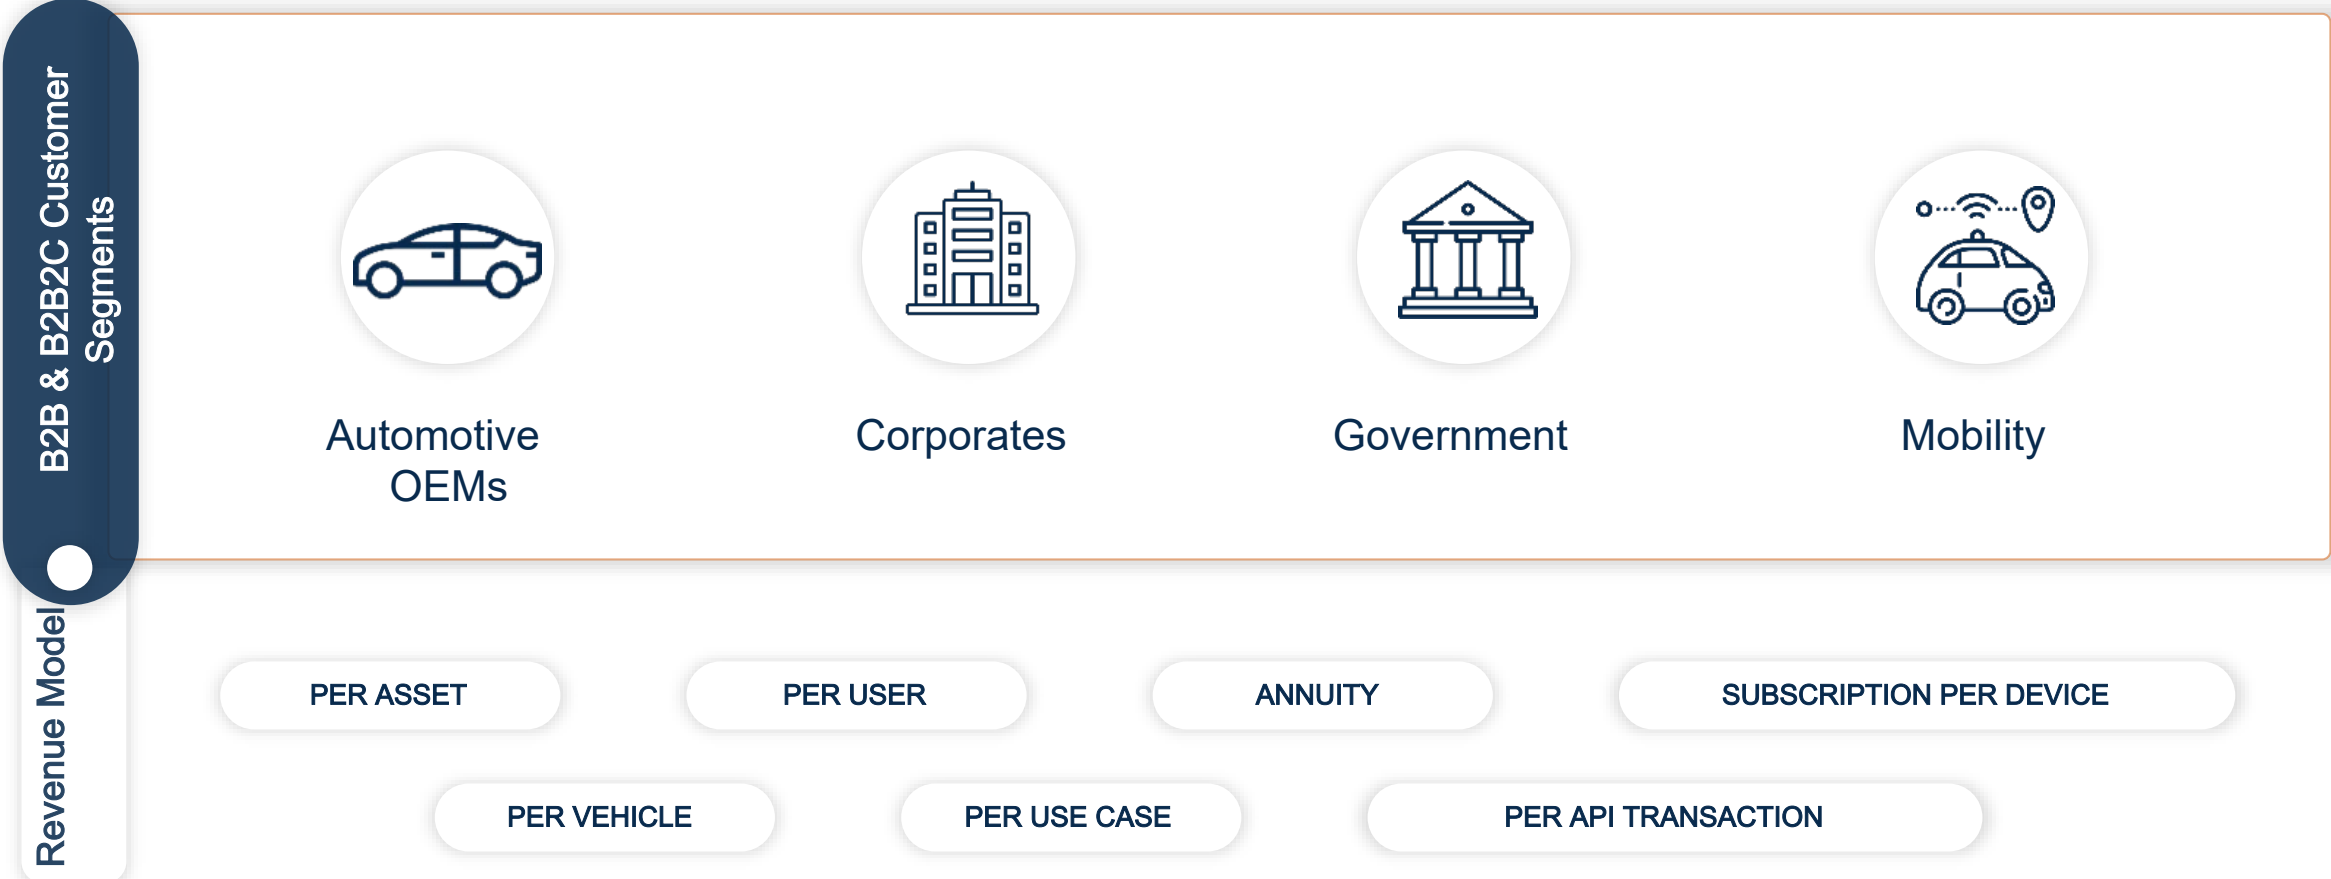 B2B & B2B2C Customer
Segments
Automotive
OEMs
Corporates
Government
Mobility
Revenue Model
PER ASSET
PER USER
ANNUITY
SUBSCRIPTION PER DEVICE
PER VEHICLE
PER USE CASE
PER API TRANSACTION